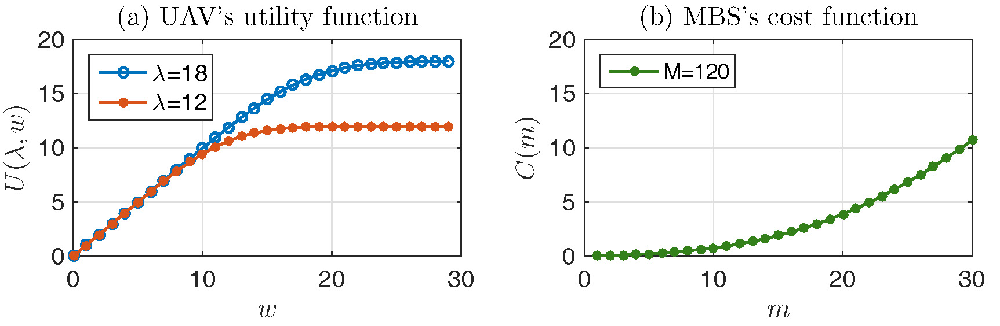 (a) UAV's utility function
20
15
10
5
0
0 10 20 30
U(λ, w)
w
λ=18
λ=12
(b) MBS's cost function
20
15
10
5
0
0 10 20 30
C(m)
m
M=120